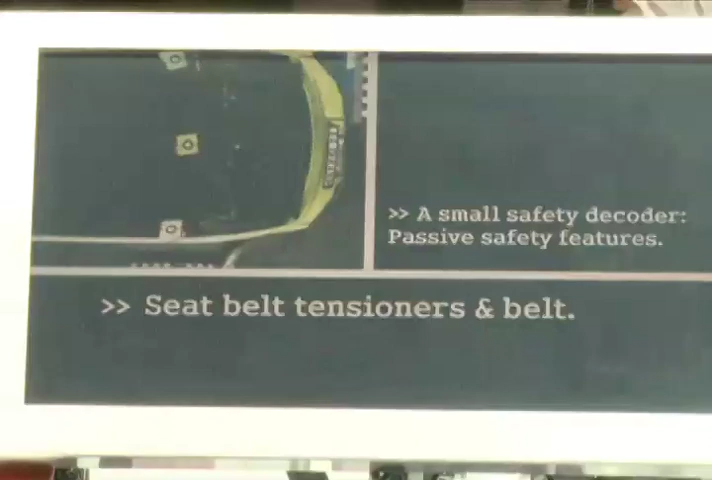 >> A small safety decoder:
Passive safety features.
>> Seat belt tensioners & belt.